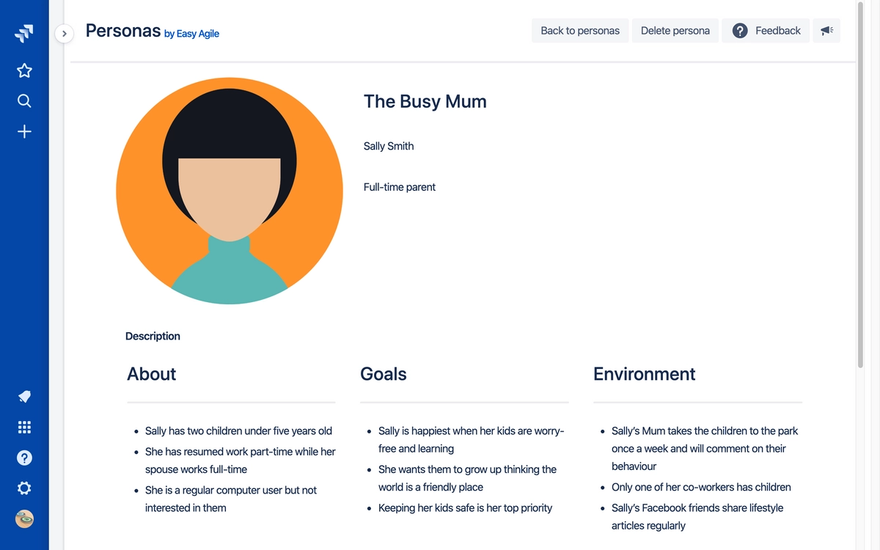 Personas by Easy Agile
Back to personas
Delete persona
? Feedback
The Busy Mum
Sally Smith
Full-time parent
Description
About
• Sally has two children under five years old
• She has resumed work part-time while her
spouse works full-time
• She is a regular computer user but not
interested in them
Goals
• Sally is happiest when her kids are worry-
free and learning
• She wants them to grow up thinking the
world is a friendly place
• Keeping her kids safe is her top priority
Environment
• Sally's Mum takes the children to the park
once a week and will comment on their
behaviour
• Only one of her co-workers has children
• Sally's Facebook friends share lifestyle
articles regularly